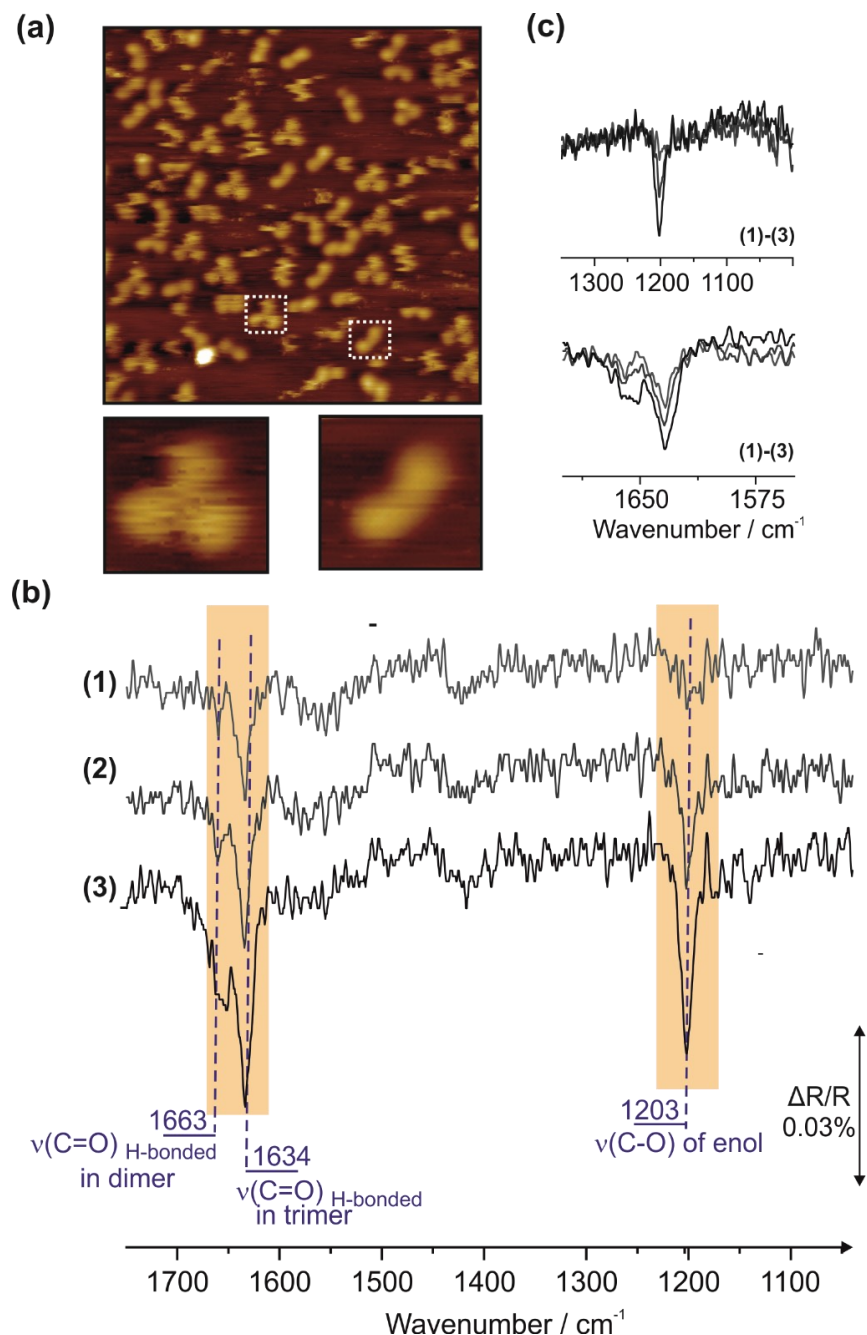 (a)
(c)
(1)-(3)
1300 1200 1100
(1)-(3)
1650 1575
Wavenumber / cm⁻¹
(b)
(1)
(2)
(3)
ΔR/R
0.03%
1663
ν(C=O) H-bonded
in dimer
1634
ν(C=O) H-bonded
in trimer
1203
ν(C-O) of enol
1700 1600 1500 1400 1300 1200 1100
Wavenumber / cm⁻¹